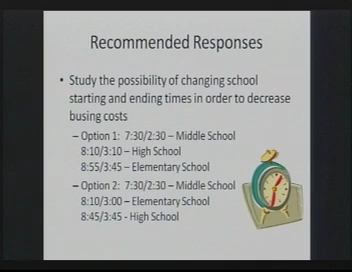 Recommended Responses
• Study the possibility of changing school
starting and ending times in order to decrease
busing costs
– Option 1: 7:30/2:30 – Middle School
8:10/3:10 – High School
8:55/3:45 – Elementary School
– Option 2: 7:30/2:30 – Middle School
8:10/3:00 – Elementary School
8:45/3:45 - High School